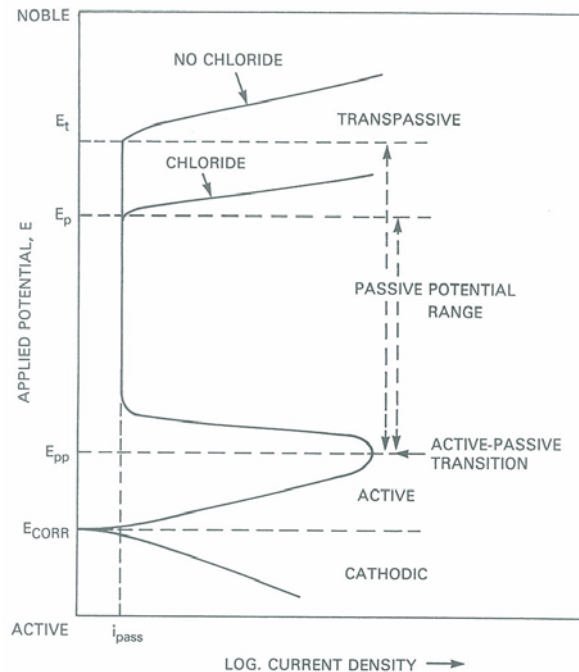 NOBLE
NO CHLORIDE
Et
TRANSPASSIVE
CHLORIDE
Ep
APPLIED POTENTIAL, E
PASSIVE POTENTIAL
RANGE
Epp
ACTIVE-PASSIVE
TRANSITION
ACTIVE
ECORR
CATHODIC
ACTIVE
ipass
LOG. CURRENT DENSITY